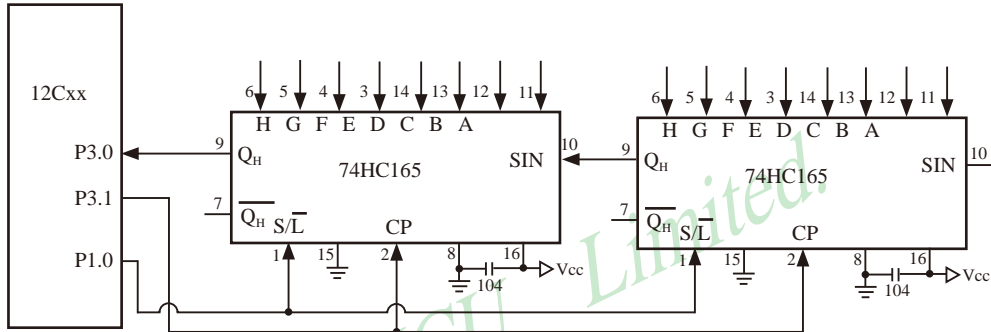 12Cxx
P3.0
P3.1
P1.0
6 5 4 3 14 13 12 11
H G F E D C B A
9 QH 74HC165 SIN 10
7 QH S/L CP
1 15 2 8 16
104 Vcc
6 5 4 3 14 13 12 11
H G F E D C B A
9 QH 74HC165 SIN 10
7 QH S/L CP
1 15 2 8 16
104 Vcc
MCU Limited.